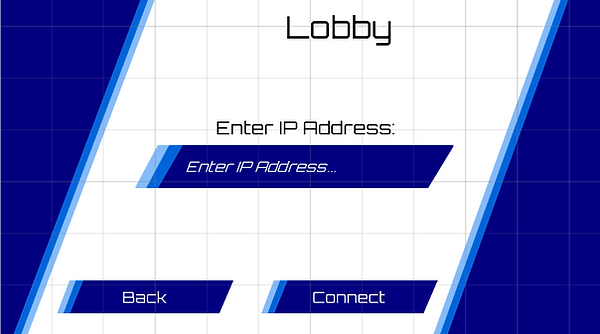 Lobby
Enter IP Address:
Enter IP Address...
Back
Connect